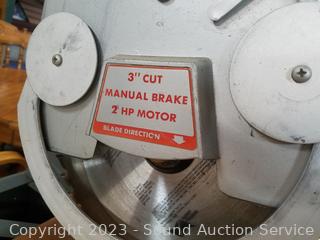 3" CUT
MANUAL BRAKE
2 HP MOTOR
BLADE DIRECTION
Copyright 2023 - Sound Auction Service